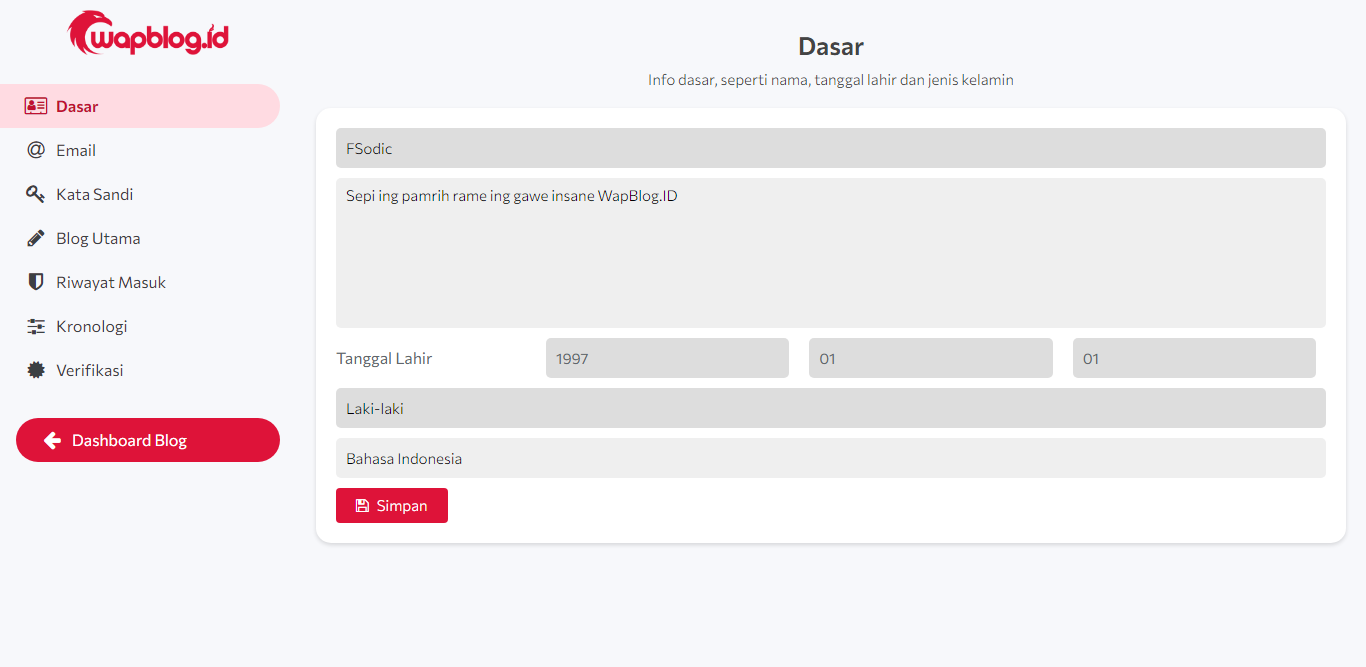 wapblog.id
Dasar
Email
Kata Sandi
Blog Utama
Riwayat Masuk
Kronologi
Verifikasi
Dashboard Blog
Dasar
Info dasar, seperti nama, tanggal lahir dan jenis kelamin
FSodic
Sepi ing pamrih rame ing gawe insane WapBlog.ID
Tanggal Lahir 1997 01 01
Laki-laki
Bahasa Indonesia
Simpan